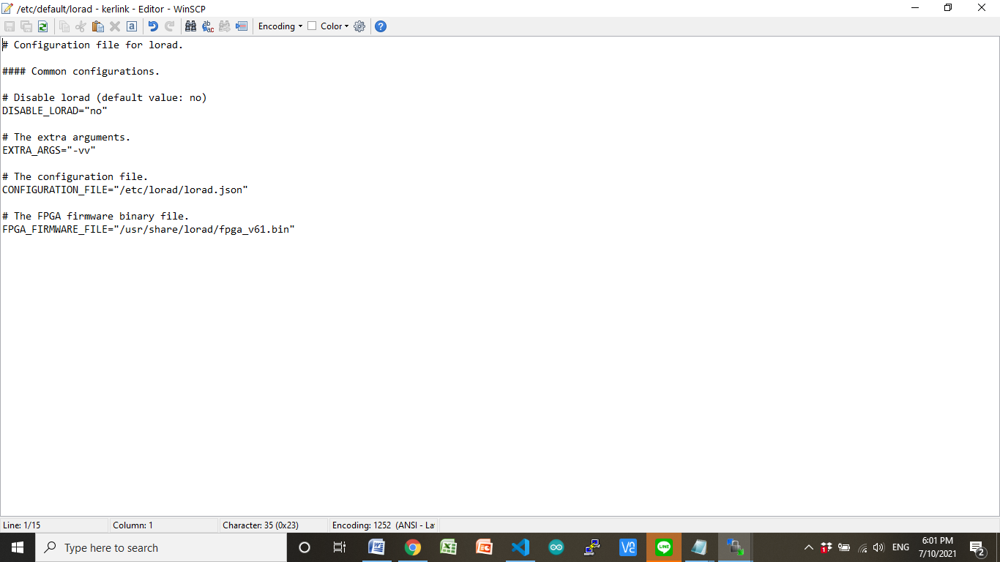 /etc/default/lorad - kerlink - Editor - WinSCP
Encoding Color
# Configuration file for lorad.
#### Common configurations.
# Disable lorad (default value: no)
DISABLE_LORAD="no"
# The extra arguments.
EXTRA_ARGS="-vv"
# The configuration file.
CONFIGURATION_FILE="/etc/lorad/lorad.json"
# The FPGA firmware binary file.
FPGA_FIRMWARE_FILE="/usr/share/lorad/fpga_v61.bin"
Line: 1/15 Column: 1 Character: 35 (0x23) Encoding: 1252 (ANSI - La
Type here to search
ENG
6:01 PM
7/10/2021
2